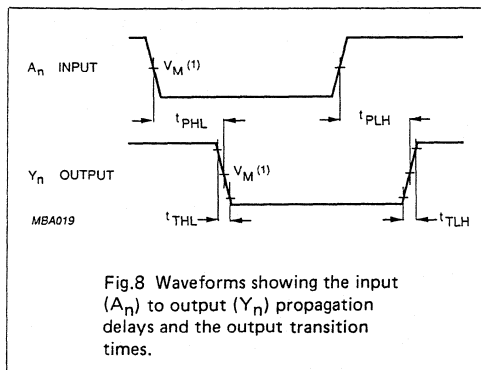 An INPUT
VM (1)
tPHL
tPLH
Yn OUTPUT
VM (1)
MBA019
tTHL
tTLH
Fig.8 Waveforms showing the input
(An) to output (Yn) propagation
delays and the output transition
times.